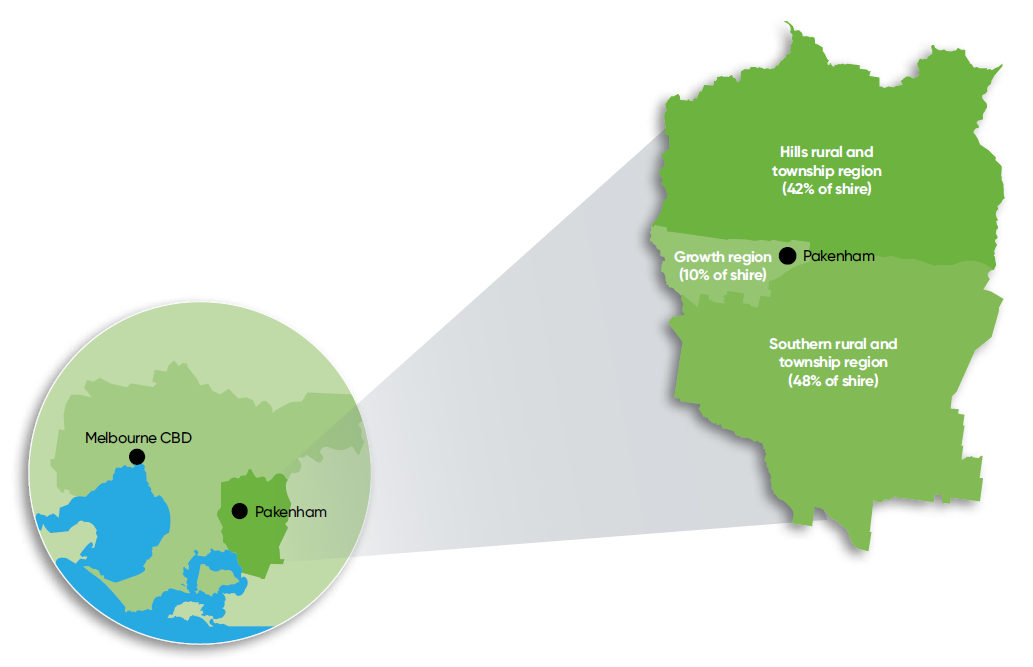 Hills rural and
township region
(42% of shire)
Growth region
(10% of shire)
Pakenham
Southern rural and
township region
(48% of shire)
Melbourne CBD
Pakenham